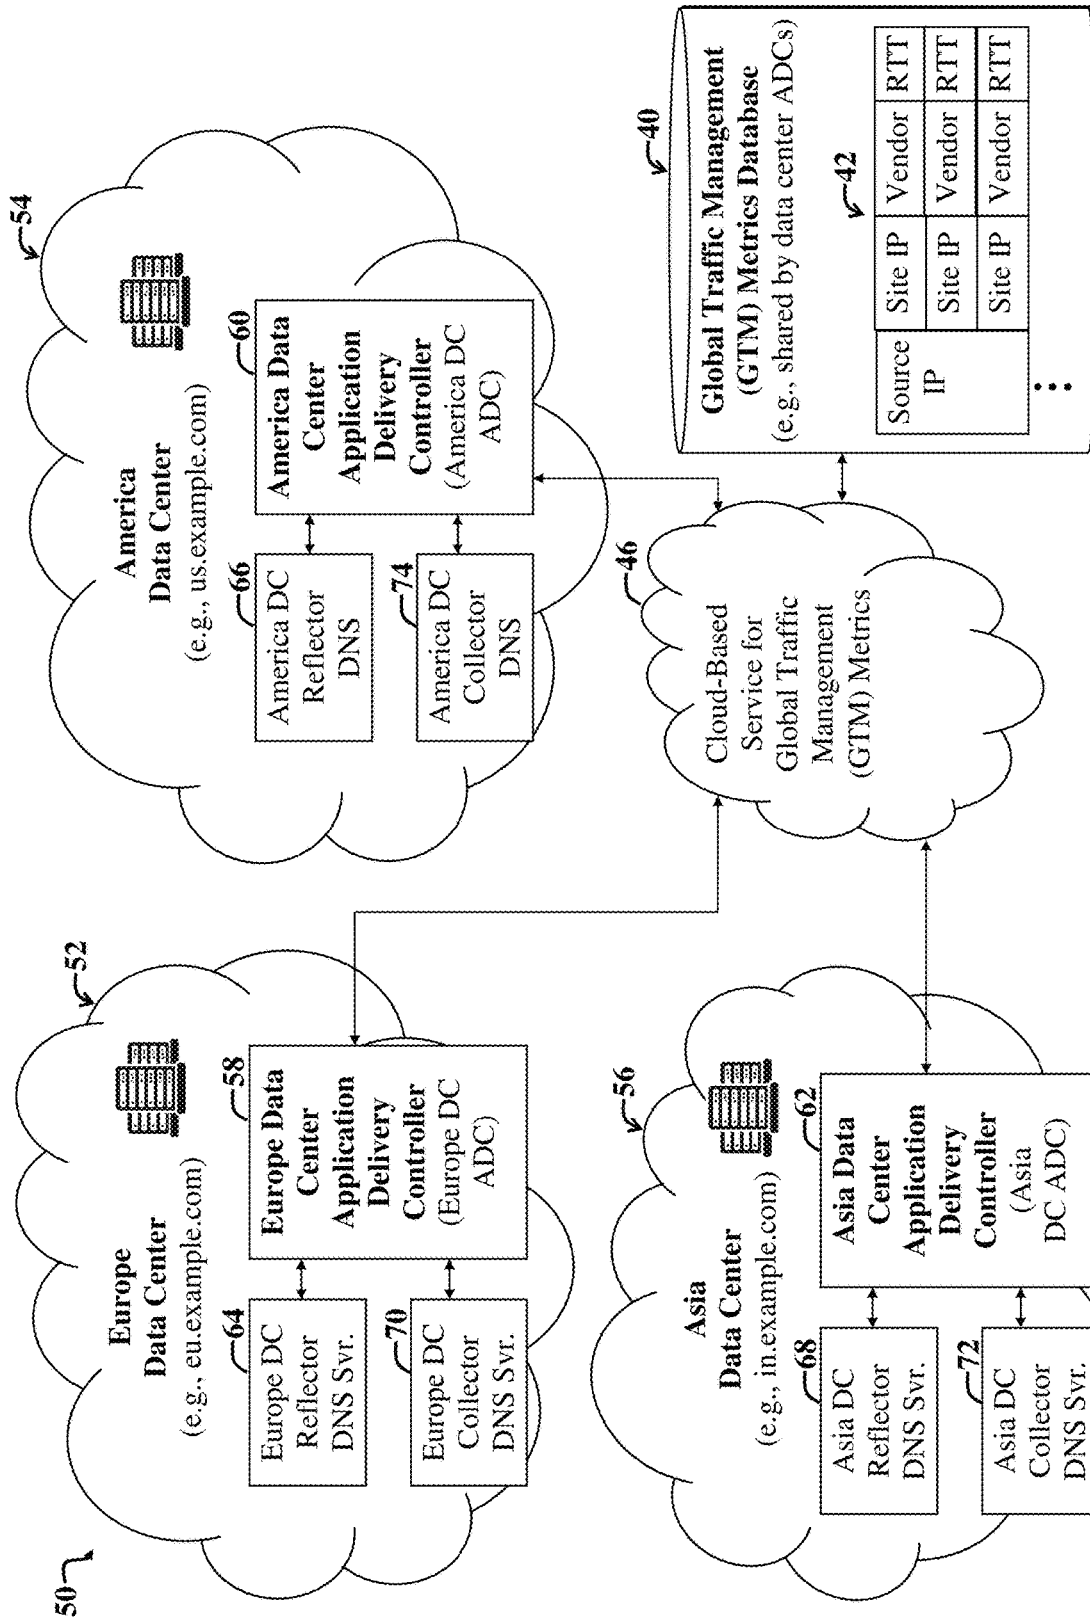 50
52
Europe
Data Center
(e.g., eu.example.com)
64
Europe DC
Reflector
DNS Svr.
70
Europe DC
Collector
DNS Svr.
58
Europe Data
Center
Application
Delivery
Controller
(Europe DC
ADC)
54
America
Data Center
(e.g., us.example.com)
66
America DC
Reflector
DNS
74
America DC
Collector
DNS
60
America Data
Center
Application
Delivery
Controller
(America DC
ADC)
56
Asia
Data Center
(e.g., in.example.com)
68
Asia DC
Reflector
DNS Svr.
72
Asia DC
Collector
DNS Svr.
62
Asia Data
Center
Application
Delivery
Controller
(Asia
DC ADC)
46
Cloud-Based
Service for
Global Traffic
Management
(GTM) Metrics
40
Global Traffic Management
(GTM) Metrics Database
(e.g., shared by data center ADCs)
42
Source
IP
Site IP Vendor RTT
Site IP Vendor RTT
Site IP Vendor RTT